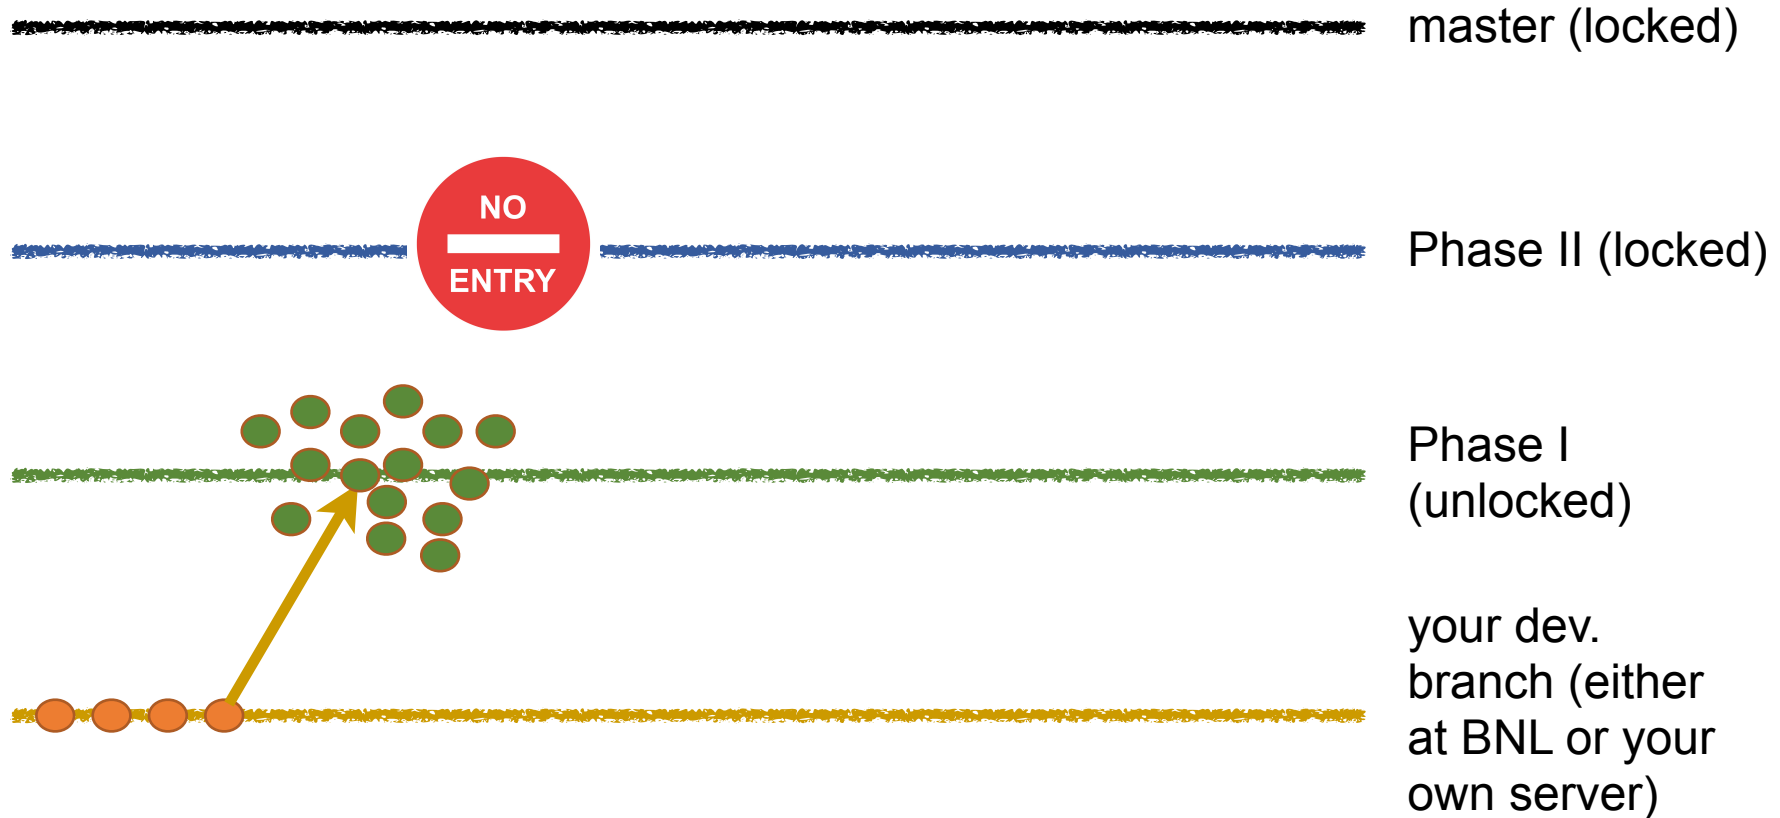 master (locked)
NO
ENTRY
Phase II (locked)
Phase I
(unlocked)
your dev.
branch (either
at BNL or your
own server)